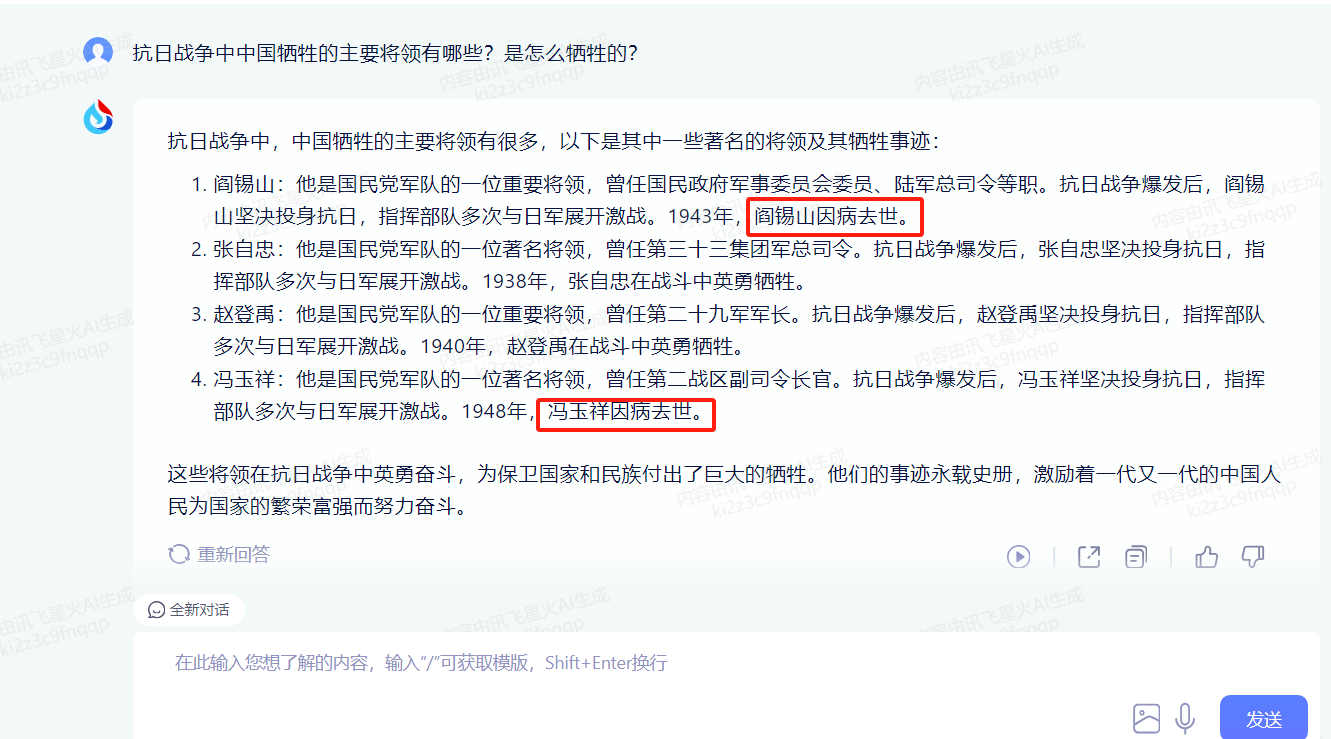 抗日战争中中国牺牲的主要将领有哪些？是怎么牺牲的？
抗日战争中，中国牺牲的主要将领有很多，以下是其中一些著名的将领及其牺牲事迹：
1. 阎锡山：他是国民党军队的一位重要将领，曾任国民政府军事委员会委员、陆军总司令等职。抗日战争爆发后，阎锡
山坚决投身抗日，指挥部队多次与日军展开激战。1943年，阎锡山因病去世。
2. 张自忠：他是国民党军队的一位著名将领，曾任第三十三集团军总司令。抗日战争爆发后，张自忠坚决投身抗日，指
挥部队多次与日军展开激战。1938年，张自忠在战斗中英勇牺牲。
3. 赵登禹：他是国民党军队的一位重要将领，曾任第二十九军军长。抗日战争爆发后，赵登禹坚决投身抗日，指挥部队
多次与日军展开激战。1940年，赵登禹在战斗中英勇牺牲。
4. 冯玉祥：他是国民党军队的一位著名将领，曾任第二战区副司令长官。抗日战争爆发后，冯玉祥坚决投身抗日，指挥
部队多次与日军展开激战。1948年，冯玉祥因病去世。
这些将领在抗日战争中英勇奋斗，为保卫国家和民族付出了巨大的牺牲。他们的事迹永载史册，激励着一代又一代的中国人
民为国家的繁荣富强而努力奋斗。
重新回答
全新对话
在此输入您想了解的内容，输入“/”可获取模版，Shift+Enter换行
发送
内容由讯飞星火AI生成
ki2z3c9fnqqp